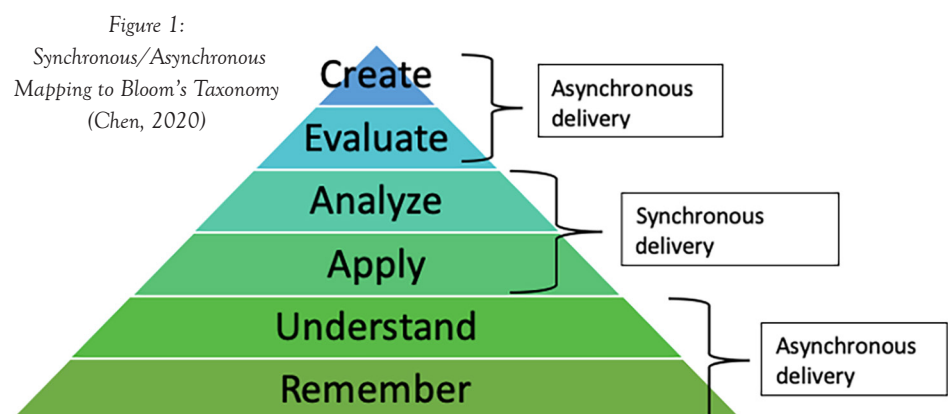 Figure 1:
Synchronous/Asynchronous
Mapping to Bloom's Taxonomy
(Chen, 2020)
Create
Evaluate
Analyze
Apply
Understand
Remember
Asynchronous
delivery
Synchronous
delivery
Asynchronous
delivery